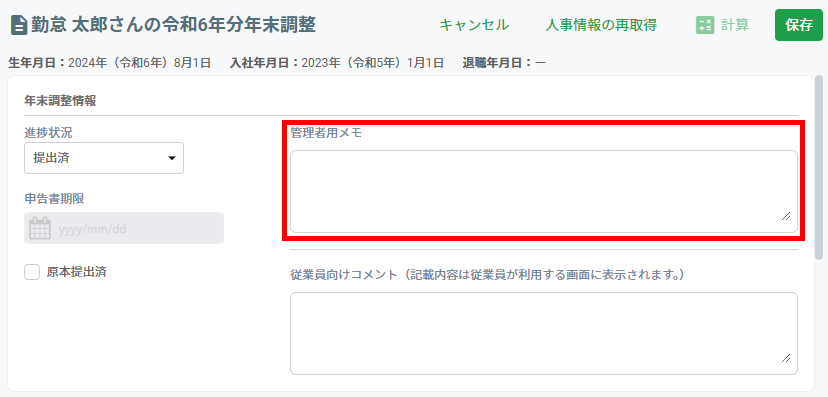 勤怠 太郎さんの令和6年分年末調整
キャンセル
人事情報の再取得
計算
保存
生年月日：2024年（令和6年）8月1日 入社年月日：2023年（令和5年）1月1日 退職年月日：－
年末調整情報
進捗状況
提出済
申告書期限
yyyy/mm/dd
原本提出済
管理者用メモ
従業員向けコメント（記載内容は従業員が利用する画面に表示されます。）